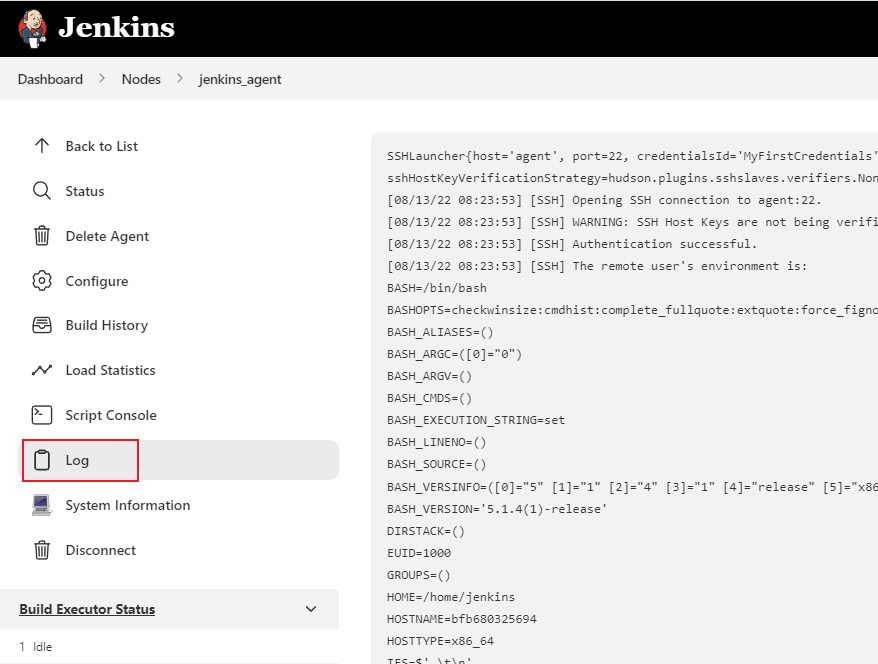 Jenkins
Dashboard > Nodes > jenkins_agent
Back to List
Status
Delete Agent
Configure
Build History
Load Statistics
Script Console
Log
System Information
Disconnect
Build Executor Status
1 Idle
SSHLauncher{host='agent', port=22, credentialsId='MyFirstCredentials'
sshHostKeyVerificationStrategy=hudson.plugins.sshslaves.verifiers.Non
[08/13/22 08:23:53] [SSH] Opening SSH connection to agent:22.
[08/13/22 08:23:53] [SSH] WARNING: SSH Host Keys are not being verifi
[08/13/22 08:23:53] [SSH] Authentication successful.
[08/13/22 08:23:53] [SSH] The remote user's environment is:
BASH=/bin/bash
BASHOPTS=checkwinsize:cmdhist:complete_fullquote:extquote:force_figno
BASH_ALIASES=()
BASH_ARGC=([0]="0")
BASH_ARGV=()
BASH_CMDS=()
BASH_EXECUTION_STRING=set
BASH_LINENO=()
BASH_SOURCE=()
BASH_VERSINFO=([0]="5" [1]="1" [2]="4" [3]="1" [4]="release" [5]="x86
BASH_VERSION='5.1.4(1)-release'
DIRSTACK=()
EUID=1000
GROUPS=()
HOME=/home/jenkins
HOSTNAME=bfb680325694
HOSTTYPE=x86_64
IFS=$' \t\n'